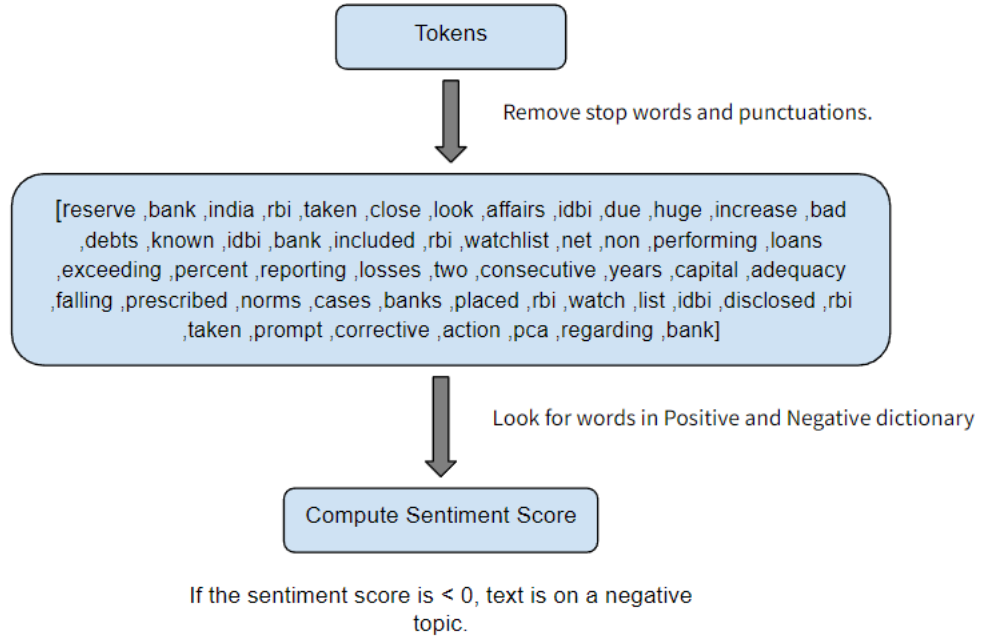 Tokens
Remove stop words and punctuations.
[reserve ,bank ,india ,rbi ,taken ,close ,look ,affairs ,idbi ,due ,huge ,increase ,bad
,debts ,known ,idbi ,bank ,included ,rbi ,watchlist ,net ,non ,performing ,loans
,exceeding ,percent ,reporting ,losses ,two ,consecutive ,years ,capital ,adequacy
,falling ,prescribed ,norms ,cases ,banks ,placed ,rbi ,watch ,list ,idbi ,disclosed ,rbi
,taken ,prompt ,corrective ,action ,pca ,regarding ,bank]
Look for words in Positive and Negative dictionary
Compute Sentiment Score
If the sentiment score is < 0, text is on a negative
topic.